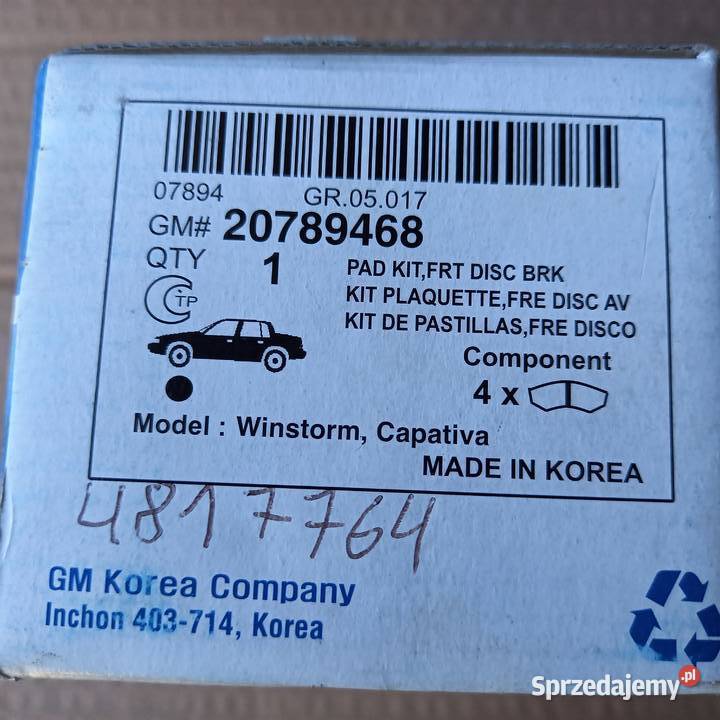 07894 GR.05.017
GM# 20789468
QTY 1
PAD KIT,FRT DISC BRK
KIT PLAQUETTE,FRE DISC AV
KIT DE PASTILLAS,FRE DISCO
CTP
Component
4 x
Model : Winstorm, Capativa
MADE IN KOREA
4817764
GM Korea Company
Inchon 403-714, Korea
Sprzedajemy.pl